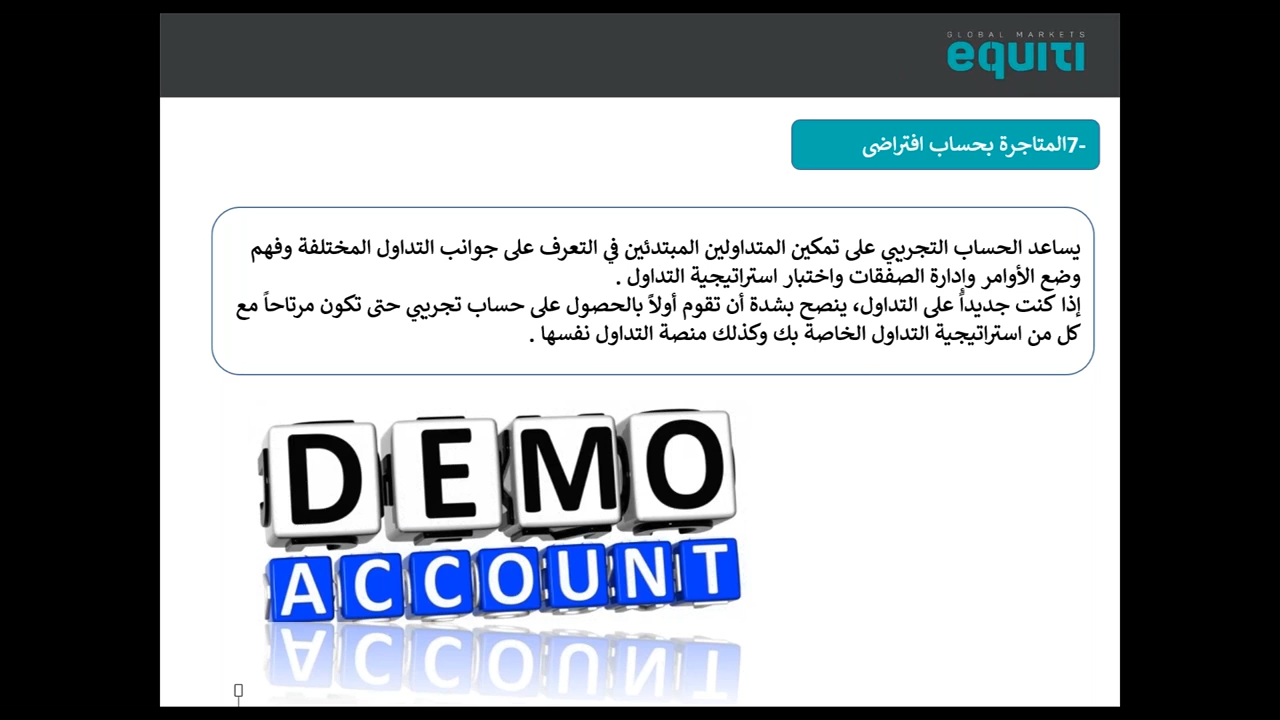 GLOBAL MARKETS
equiti
-7المتاجرة بحساب افتراضى
يساعد الحساب التجريبي على تمكين المتداولين المبتدئين في التعرف على جوانب التداول المختلفة وفهم
وضع الأوامر وإدارة الصفقات واختبار استراتيجية التداول .
إذا كنت جديداً على التداول، ينصح بشدة أن تقوم أولاً بالحصول على حساب تجريبي حتى تكون مرتاحاً مع
كل من استراتيجية التداول الخاصة بك وكذلك منصة التداول نفسها .
DEMO
ACCOUNT